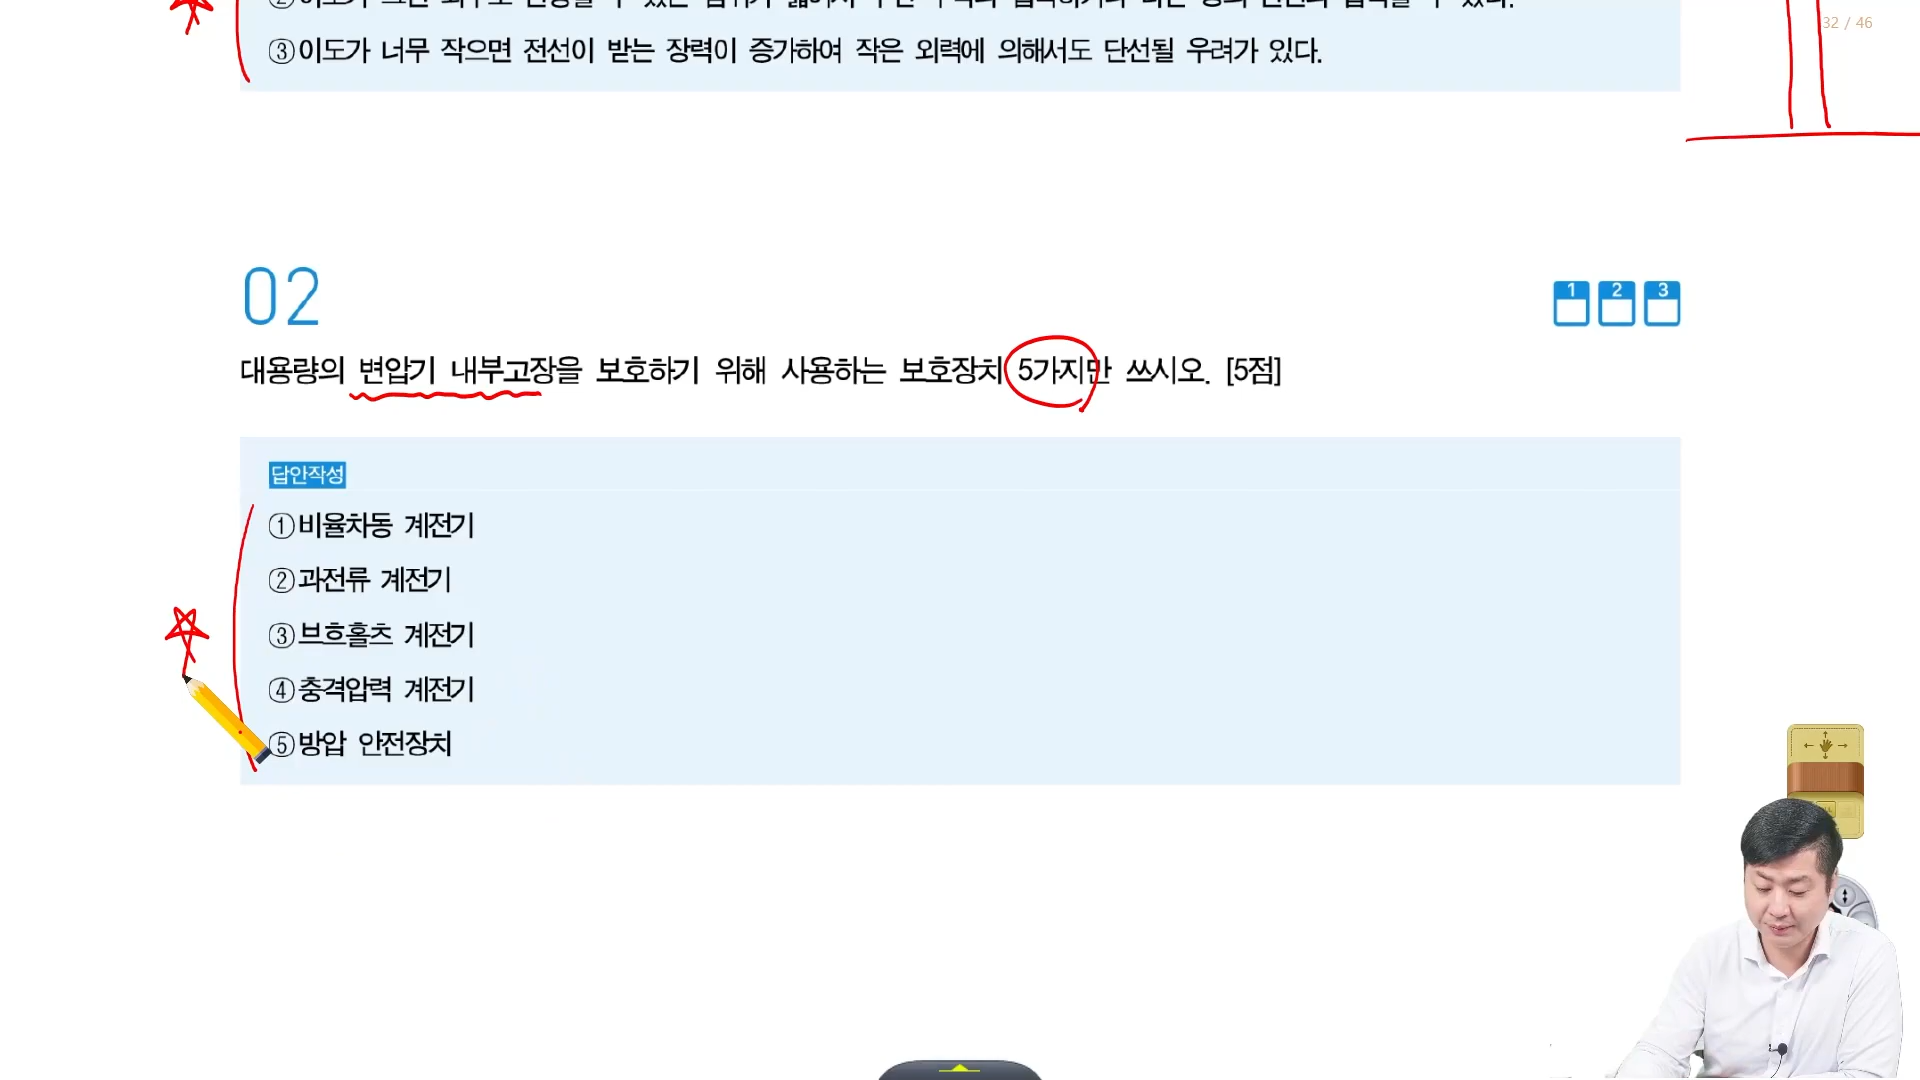 32 / 46
③이도가 너무 작으면 전선이 받는 장력이 증가하여 작은 외력에 의해서도 단선될 우려가 있다.
02
1 2 3
대용량의 변압기 내부고장을 보호하기 위해 사용하는 보호장치 5가지만 쓰시오. [5점]
답안작성
①비율차동 계전기
②과전류 계전기
③브흐홀츠 계전기
④충격압력 계전기
⑤방압 안전장치